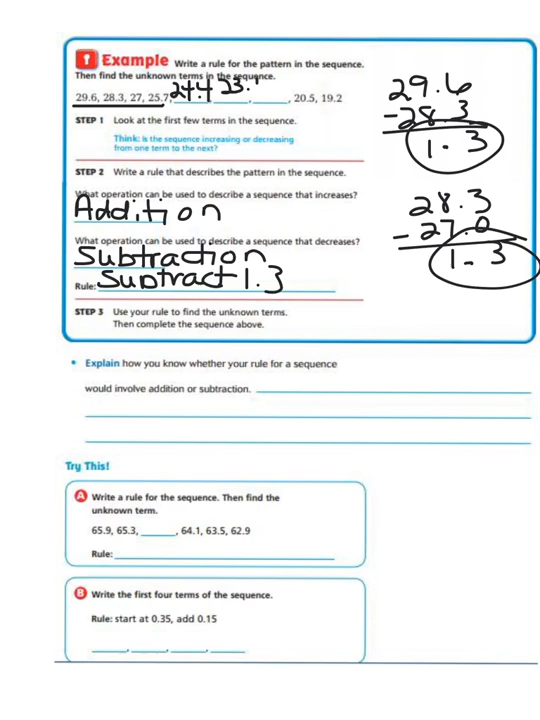 ! Example Write a rule for the pattern in the sequence.
Then find the unknown terms in the sequence.
29.6, 28.3, 27, 25.7, 24.4 23.1 ____, ____, 20.5, 19.2
STEP 1 Look at the first few terms in the sequence.
Think: Is the sequence increasing or decreasing
from one term to the next?
STEP 2 Write a rule that describes the pattern in the sequence.
What operation can be used to describe a sequence that increases?
Addition
What operation can be used to describe a sequence that decreases?
Subtraction
Rule: Subtract 1.3
STEP 3 Use your rule to find the unknown terms.
Then complete the sequence above.
29.6
-28.3
1.3
28.3
- 27.0
1.3
• Explain how you know whether your rule for a sequence
would involve addition or subtraction.
Try This!
A Write a rule for the sequence. Then find the
unknown term.
65.9, 65.3, ____, 64.1, 63.5, 62.9
Rule:
B Write the first four terms of the sequence.
Rule: start at 0.35, add 0.15
____, ____, ____, ____